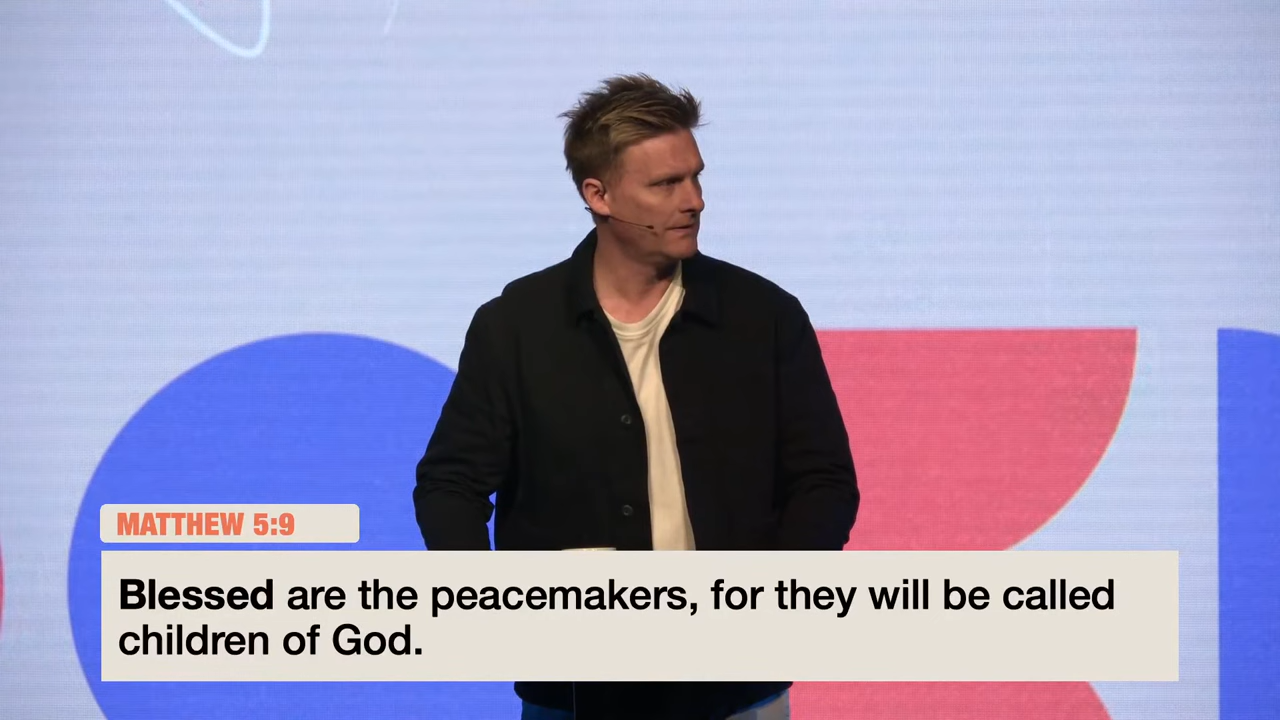 MATTHEW 5:9
Blessed are the peacemakers, for they will be called
children of God.